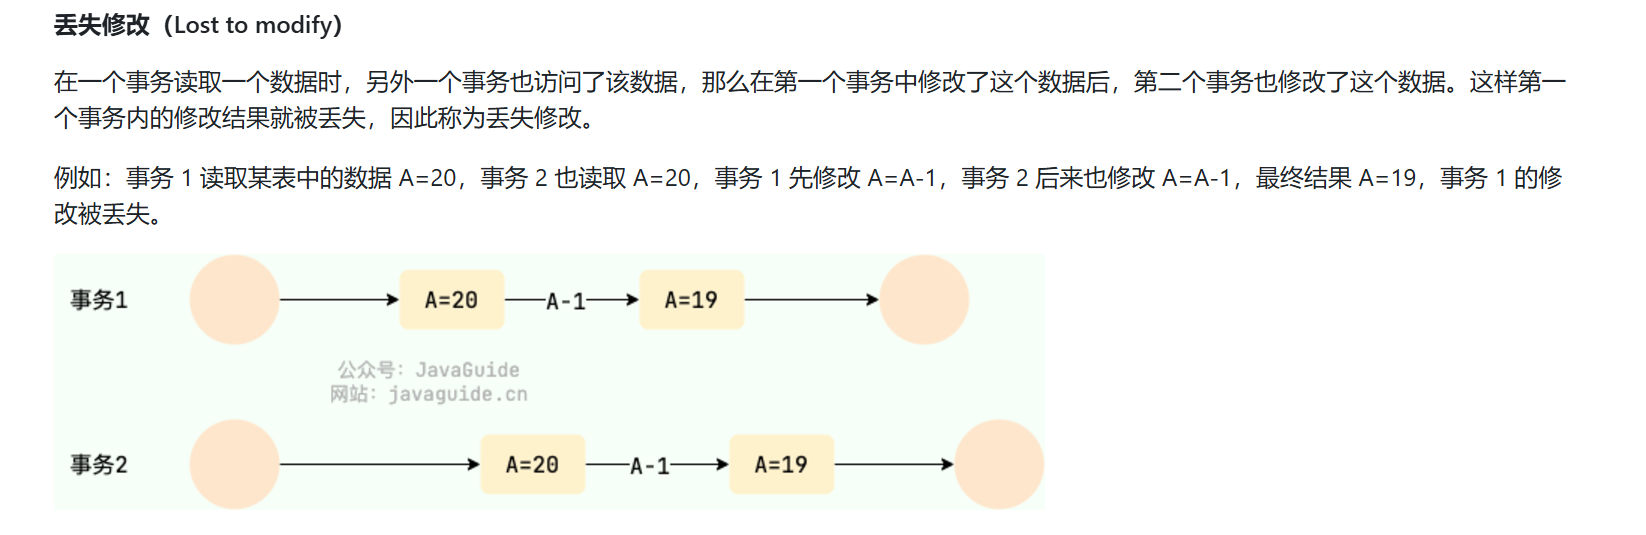 丢失修改（Lost to modify）
在一个事务读取一个数据时，另外一个事务也访问了该数据，那么在第一个事务中修改了这个数据后，第二个事务也修改了这个数据。这样第一
个事务内的修改结果就被丢失，因此称为丢失修改。
例如：事务 1 读取某表中的数据 A=20，事务 2 也读取 A=20，事务 1 先修改 A=A-1，事务 2 后来也修改 A=A-1，最终结果 A=19，事务 1 的修
改被丢失。
事务1 A=20 A-1 A=19
公众号：JavaGuide
网站：javaguide.cn
事务2 A=20 A-1 A=19